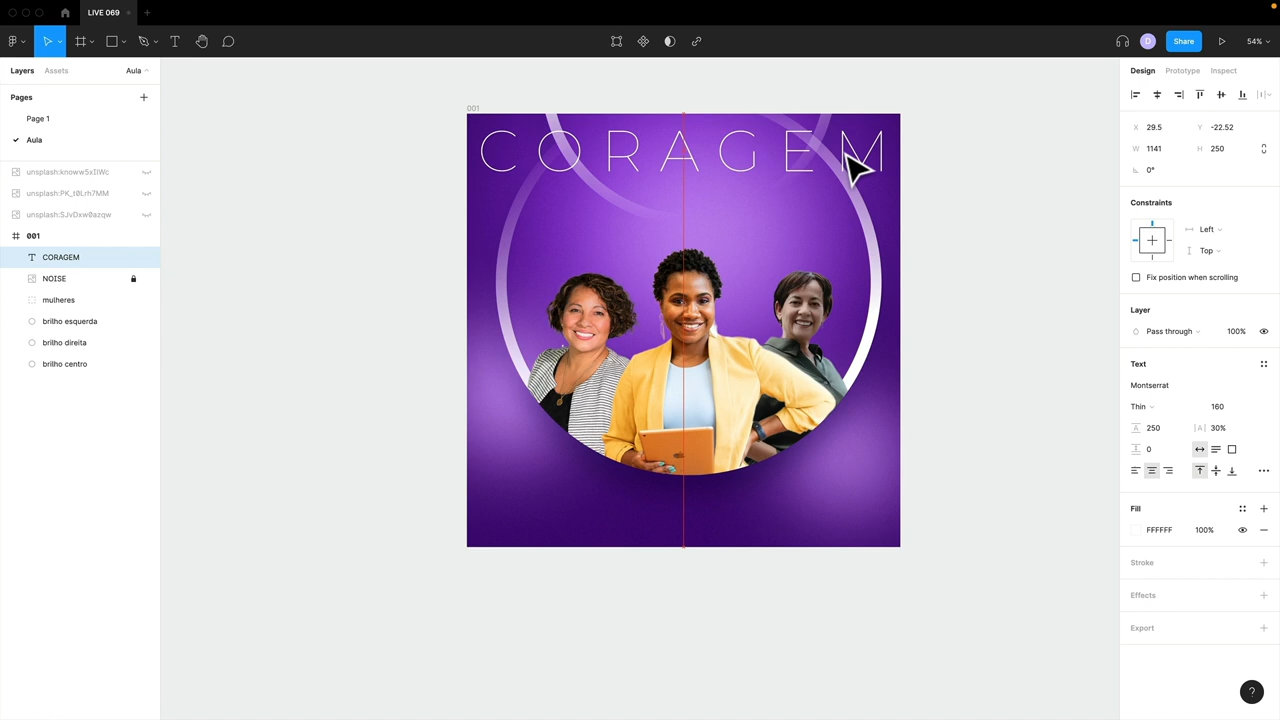 LIVE 069
Share
54%
Layers
Assets
Aula
Pages
Page 1
Aula
unsplash:knoww5xIlWc
unsplash:PK_t0Lrh7MM
unsplash:SJvDxw0azqw
001
CORAGEM
NOISE
mulheres
brilho esquerda
brilho direita
brilho centro
001
CORAGEM
Design
Prototype
Inspect
X 29.5
Y -22.52
W 1141
H 250
0°
Constraints
Left
Top
Fix position when scrolling
Layer
Pass through
100%
Text
Montserrat
Thin
160
250
30%
0
Fill
FFFFFF
100%
Stroke
Effects
Export
D
?